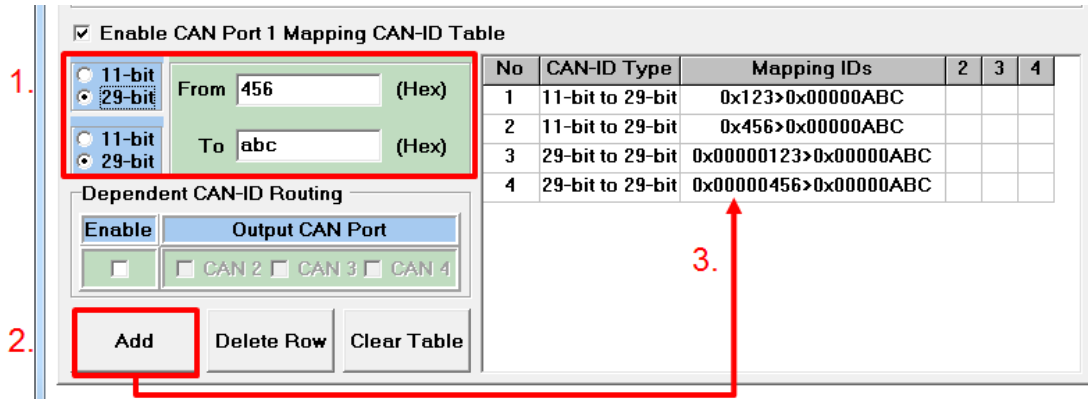 Enable CAN Port 1 Mapping CAN-ID Table
1.
11-bit
29-bit
From 456 (Hex)
11-bit
29-bit
To abc (Hex)
Dependent CAN-ID Routing
Enable Output CAN Port
CAN 2 CAN 3 CAN 4
2.
Add Delete Row Clear Table
No CAN-ID Type Mapping IDs 2 3 4
1 11-bit to 29-bit 0x123>0x00000ABC
2 11-bit to 29-bit 0x456>0x00000ABC
3 29-bit to 29-bit 0x00000123>0x00000ABC
4 29-bit to 29-bit 0x00000456>0x00000ABC
3.